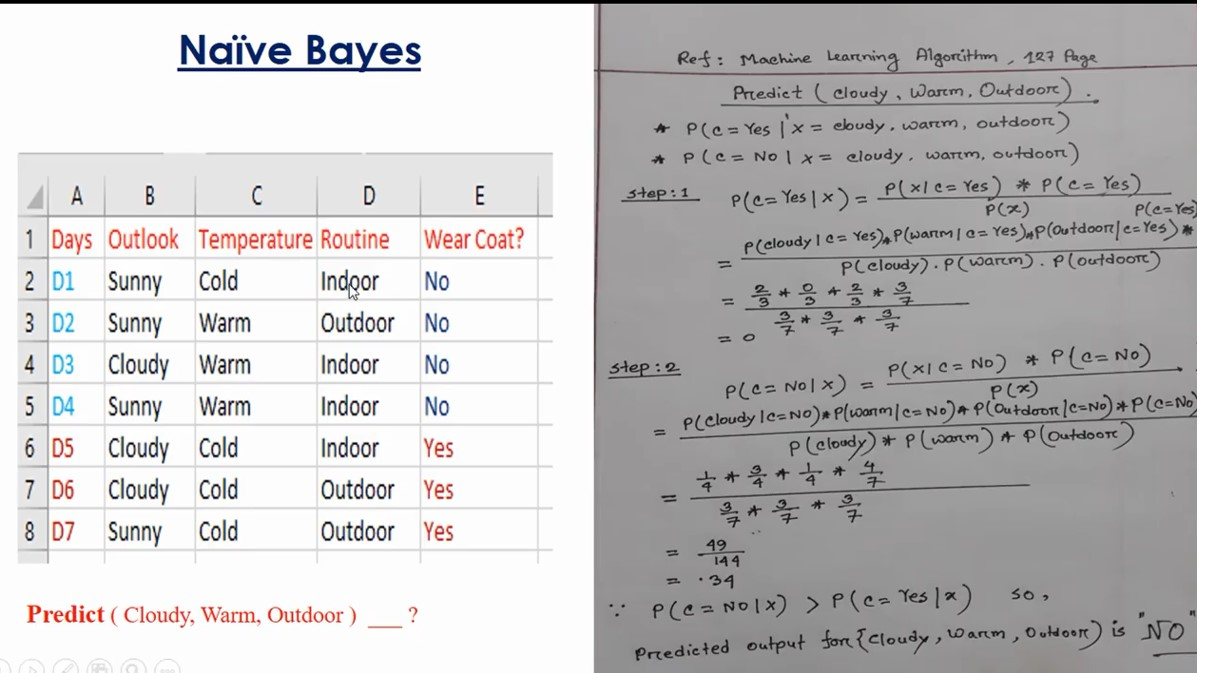 Naïve Bayes
A B C D E
1 Days Outlook Temperature Routine Wear Coat?
2 D1 Sunny Cold Indoor No
3 D2 Sunny Warm Outdoor No
4 D3 Cloudy Warm Indoor No
5 D4 Sunny Warm Indoor No
6 D5 Cloudy Cold Indoor Yes
7 D6 Cloudy Cold Outdoor Yes
8 D7 Sunny Cold Outdoor Yes
Predict ( Cloudy, Warm, Outdoor ) ___ ?
Ref: Machine Learning Algorithm, 127 Page
Predict (cloudy, Warm, Outdoor).
* P(c=Yes | x = cloudy, warm, outdoor)
* P(c = No | x = cloudy, warm, outdoor)
step:1 P(c=Yes | x) = P(x | c=Yes) * P(c=Yes) / P(x)
P(c=Yes)
= P(cloudy | c=Yes) * P(warm | c=Yes) * P(Outdoor | c=Yes) * / P(cloudy) . P(warm) . P(outdoor)
= 2/3 * 0/3 * 2/3 * 3/7 / 3/7 * 3/7 * 3/7
= 0
step:2
P(c=No | x) = P(x | c=No) * P(c=No) / P(x)
= P(cloudy | c=No) * P(warm | c=No) * P(Outdoor | c=No) * P(c=No) / P(cloudy) * P(warm) * P(Outdoor)
= 1/4 * 3/4 * 1/4 * 4/7 / 3/7 * 3/7 * 3/7
= 49/144
= .34
∵ P(c=No | x) > P(c=Yes | x) so,
Predicted output for {cloudy, warm, Outdoor) is "NO"